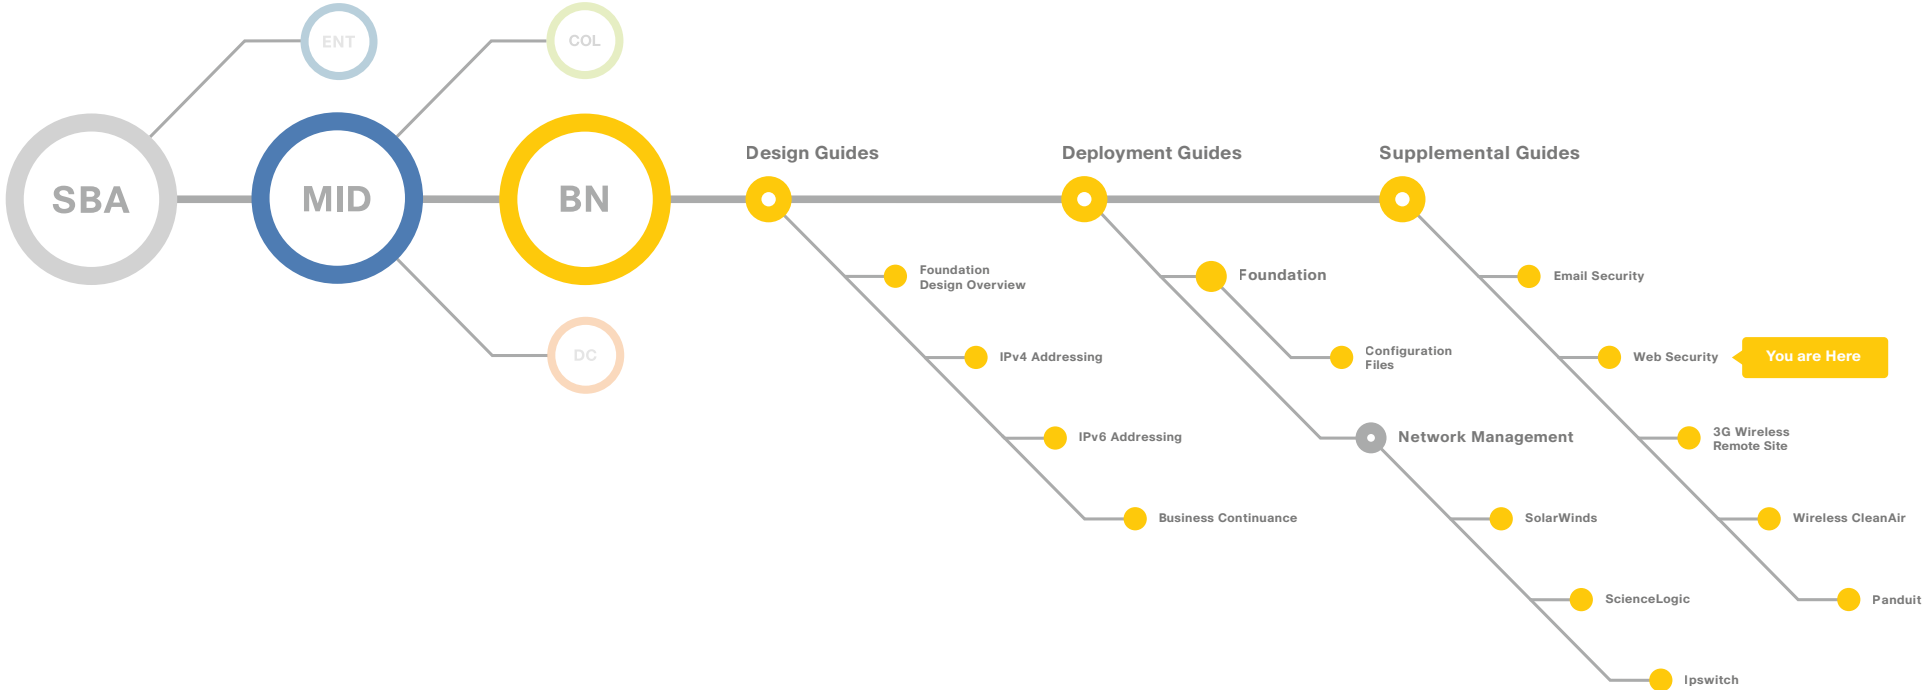 ENT
COL
SBA
MID
BN
DC
Design Guides
Deployment Guides
Supplemental Guides
Foundation
Design Overview
IPv4 Addressing
IPv6 Addressing
Business Continuance
Foundation
Configuration
Files
Network Management
SolarWinds
ScienceLogic
Ipswitch
Email Security
Web Security
You are Here
3G Wireless
Remote Site
Wireless CleanAir
Panduit